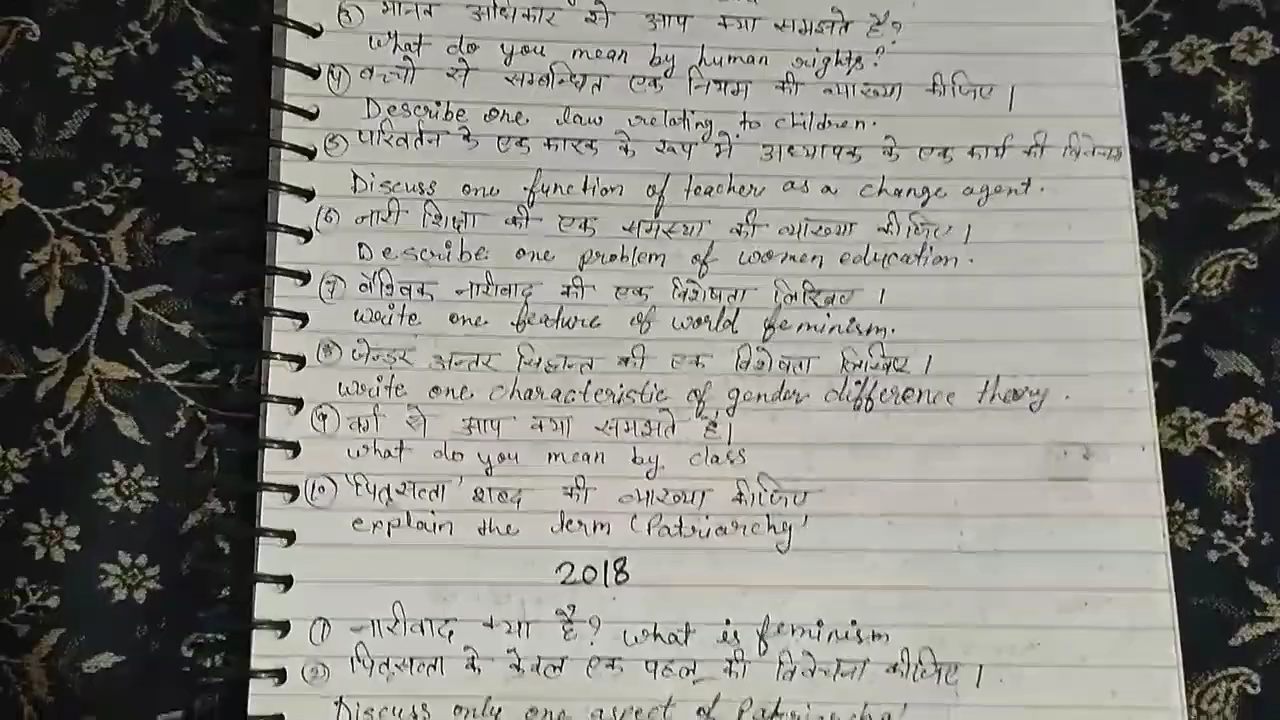 (3) मानव अधिकार से आप क्या समझते है?
What do you mean by human rights?
(4) बच्चो से सम्बन्धित एक नियम की व्याख्या कीजिए।
Describe one law relating to children.
(5) परिवर्तन के एक कारक के रूप में अध्यापक के एक कार्य की
Discuss one function of teacher as a change agent.
(6) नारी शिक्षा की एक समस्या की व्याख्या कीजिए।
Describe one problem of women education.
(7) वैश्विक नारीवाद की एक विशेषता लिखिए।
write one feature of world feminism.
(8) जेन्डर अन्तर सिद्धान्त की एक विशेषता लिखिए।
write one characteristic of gender difference theory.
(9) वर्ग से आप क्या समझते है।
what do you mean by class
(10) 'पितृसत्ता' शब्द की व्याख्या कीजिए
explain the term 'Patriarchy'
2018
(1) नारीवाद क्या है? what is feminism
(2) पितृसत्ता के केवल एक पहलू की विवेचना कीजिए।
Discuss only one aspect of